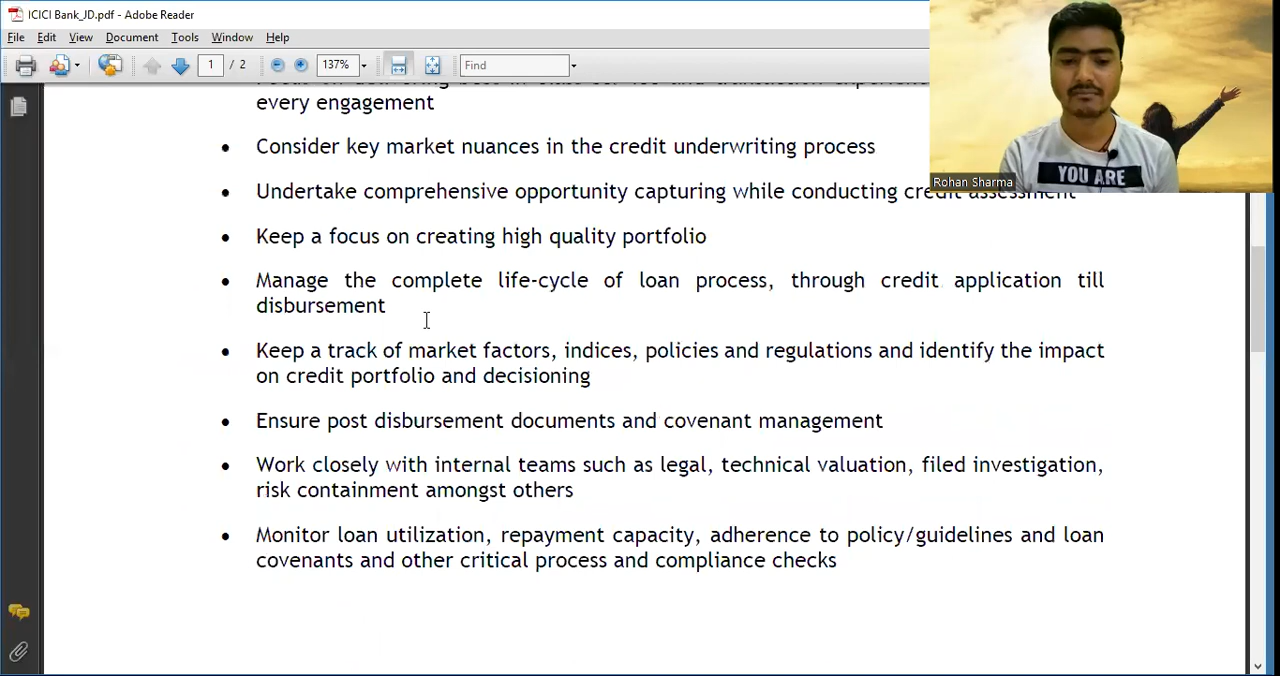 ICICI Bank_JD.pdf - Adobe Reader
File Edit View Document Tools Window Help
1 / 2 137% Find
every engagement
• Consider key market nuances in the credit underwriting process
• Undertake comprehensive opportunity capturing while conducting credit assessment
• Keep a focus on creating high quality portfolio
• Manage the complete life-cycle of loan process, through credit application till
disbursement
• Keep a track of market factors, indices, policies and regulations and identify the impact
on credit portfolio and decisioning
• Ensure post disbursement documents and covenant management
• Work closely with internal teams such as legal, technical valuation, filed investigation,
risk containment amongst others
• Monitor loan utilization, repayment capacity, adherence to policy/guidelines and loan
covenants and other critical process and compliance checks
YOU ARE
Rohan Sharma